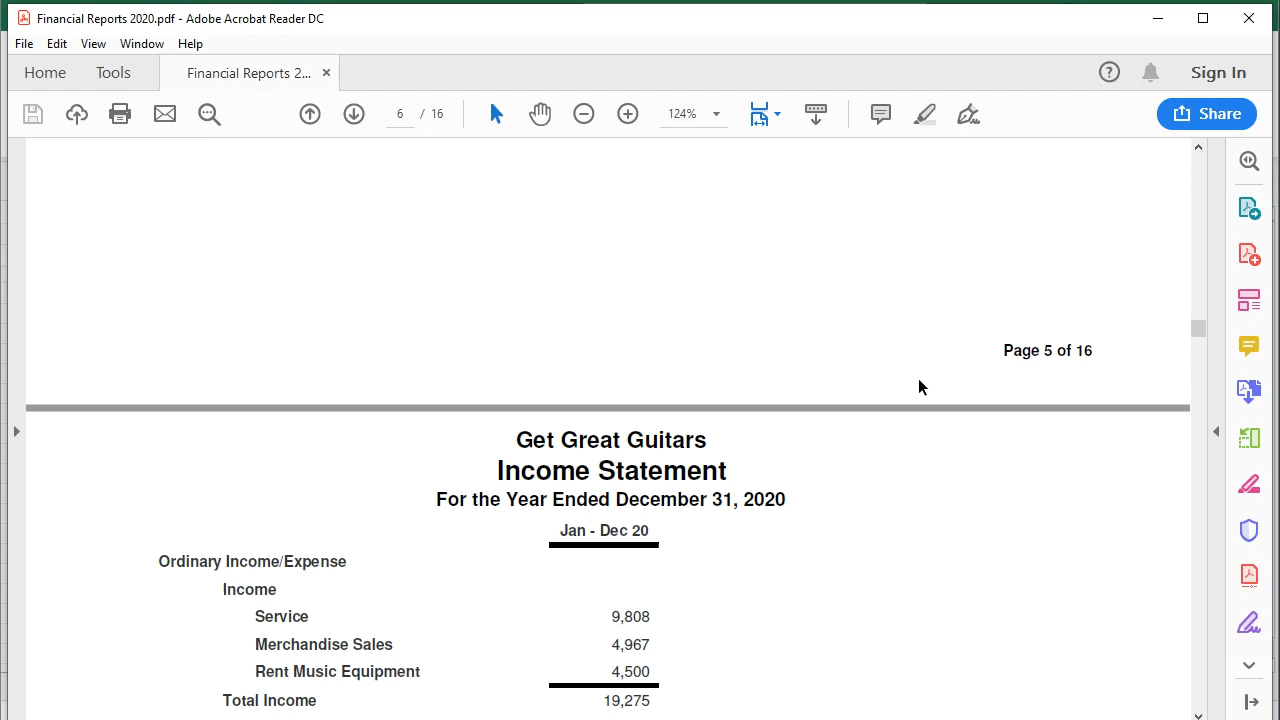 Financial Reports 2020.pdf - Adobe Acrobat Reader DC
File Edit View Window Help
Home Tools Financial Reports 2... × Sign In
6 / 16 124% Share
Page 5 of 16
Get Great Guitars
Income Statement
For the Year Ended December 31, 2020
Jan - Dec 20
Ordinary Income/Expense
Income
Service 9,808
Merchandise Sales 4,967
Rent Music Equipment 4,500
Total Income 19,275